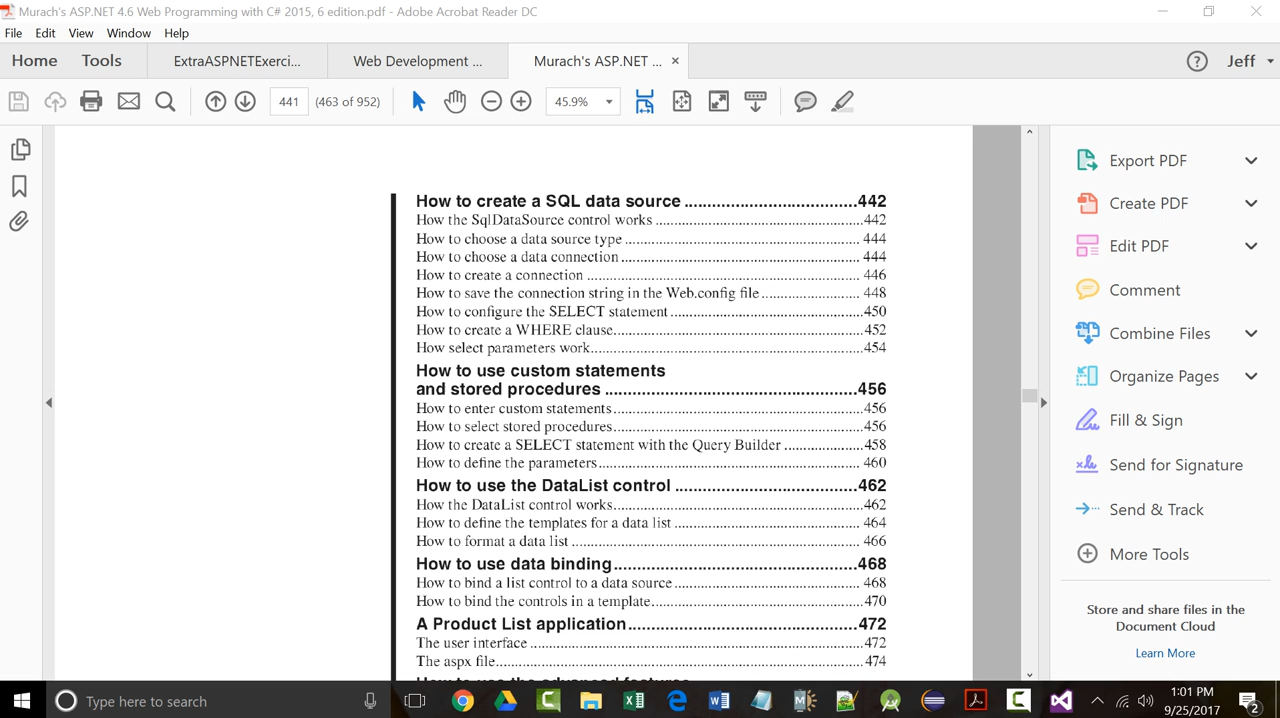 Murach's ASP.NET 4.6 Web Programming with C# 2015, 6 edition.pdf - Adobe Acrobat Reader DC
File Edit View Window Help
Home Tools ExtraASPNETExerci... Web Development ... Murach's ASP.NET ... × ? Jeff
441 (463 of 952) 45.9%
How to create a SQL data source ....................................442
How the SqlDataSource control works ....................................442
How to choose a data source type .................................... 444
How to choose a data connection .................................... 444
How to create a connection .................................... 446
How to save the connection string in the Web.config file.................... 448
How to configure the SELECT statement .................................... 450
How to create a WHERE clause....................................452
How select parameters work....................................454
How to use custom statements
and stored procedures ....................................456
How to enter custom statements....................................456
How to select stored procedures....................................456
How to create a SELECT statement with the Query Builder ..................458
How to define the parameters.................................... 460
How to use the DataList control ....................................462
How the DataList control works....................................462
How to define the templates for a data list .................................... 464
How to format a data list .................................... 466
How to use data binding....................................468
How to bind a list control to a data source.................................... 468
How to bind the controls in a template....................................470
A Product List application....................................472
The user interface ....................................472
The aspx file.................................... 474
How to use the advanced features
Export PDF
Create PDF
Edit PDF
Comment
Combine Files
Organize Pages
Fill & Sign
Send for Signature
Send & Track
More Tools
Store and share files in the
Document Cloud
Learn More
Type here to search
1:01 PM
9/25/2017
2